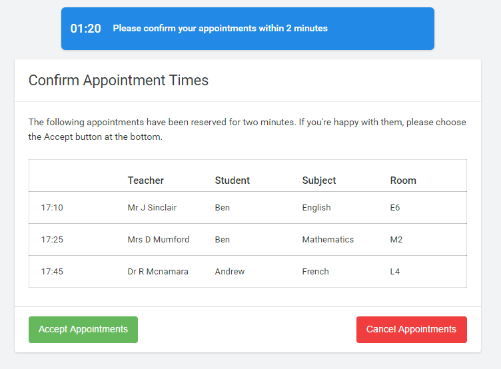 01:20 Please confirm your appointments within 2 minutes
Confirm Appointment Times
The following appointments have been reserved for two minutes. If you're happy with them, please choose
the Accept button at the bottom.
Teacher Student Subject Room
17:10 Mr J Sinclair Ben English E6
17:25 Mrs D Mumford Ben Mathematics M2
17:45 Dr R Mcnamara Andrew French L4
Accept Appointments Cancel Appointments